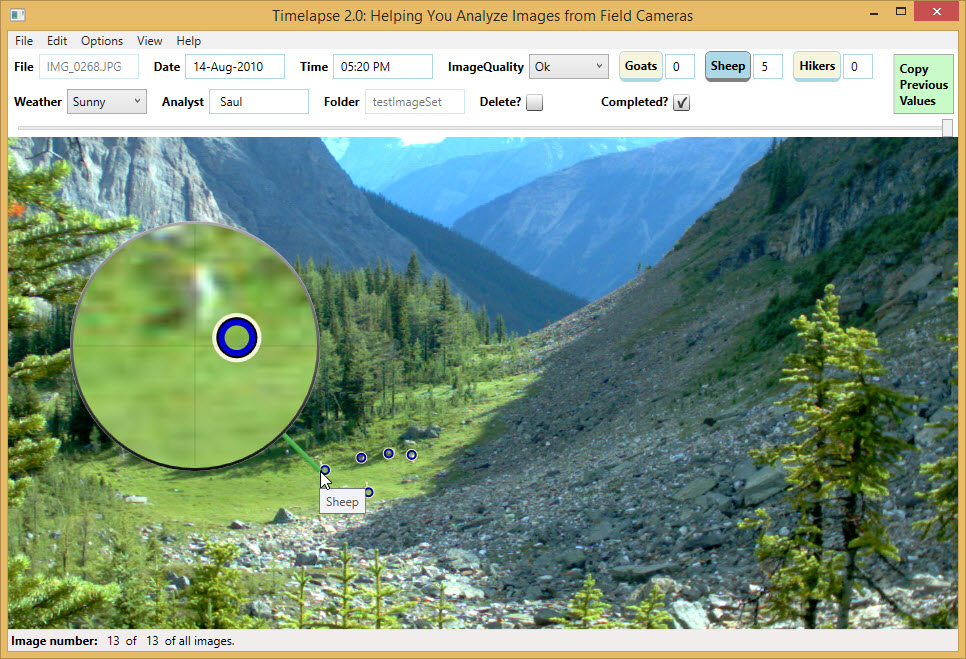 Timelapse 2.0: Helping You Analyze Images from Field Cameras
File Edit Options View Help
File IMG_0268.JPG Date 14-Aug-2010 Time 05:20 PM ImageQuality Ok Goats 0 Sheep 5 Hikers 0
Copy
Previous
Values
Weather Sunny Analyst Saul Folder testImageSet Delete? Completed?
Sheep
Image number: 13 of 13 of all images.